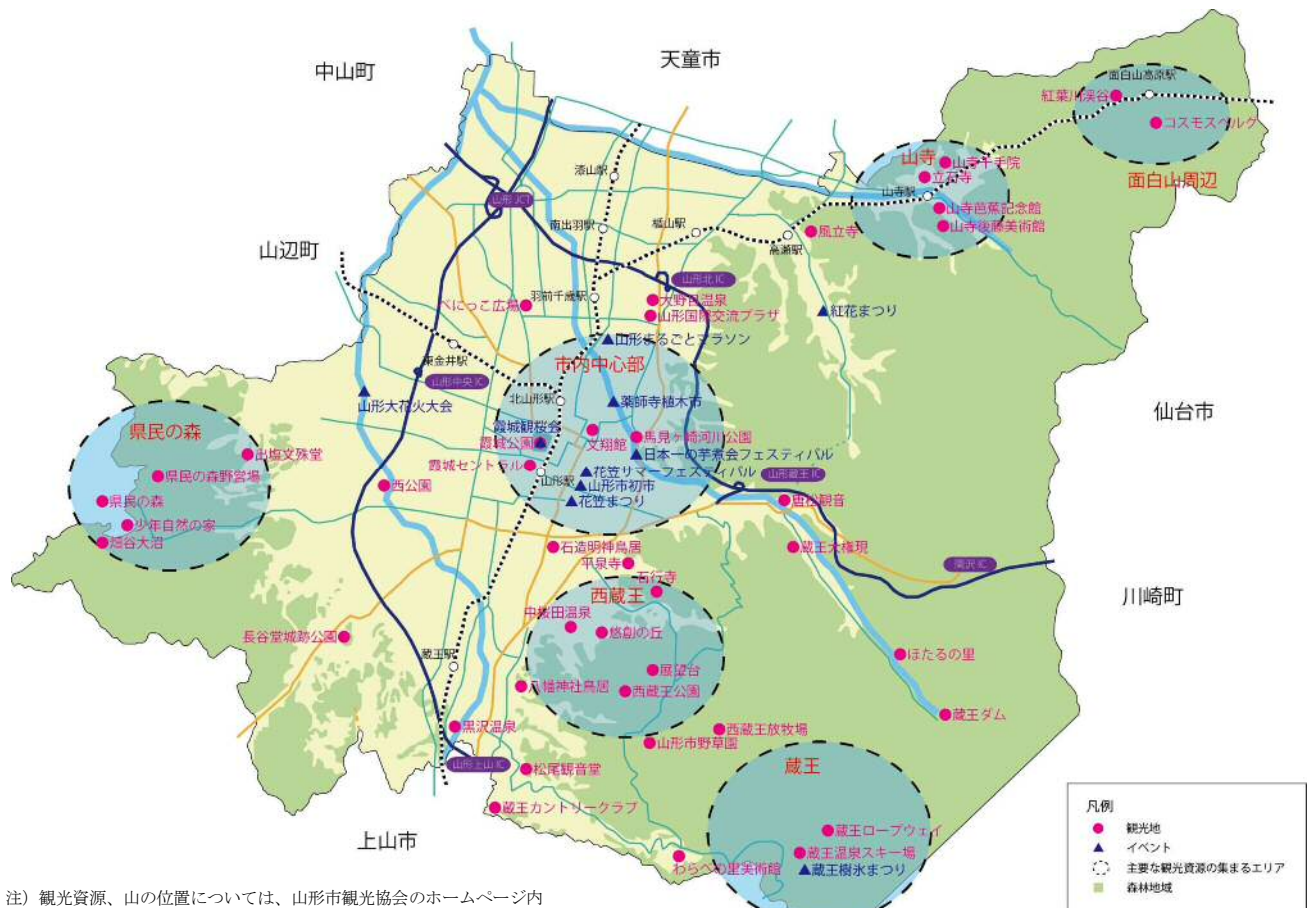 天童市
中山町
面白山高原駅
紅葉川渓谷
コスモスベルグ
面白山周辺
山寺
山寺千手院
立石寺
山寺駅
山寺芭蕉記念館
山寺後藤美術館
漆山駅
山形JCT
南出羽駅
楯山駅
高瀬駅
風立寺
山辺町
山形北IC
羽前千歳駅
べにっこ広場
大野目温泉
山形国際交流プラザ
紅花まつり
山形まるごとマラソン
市内中心部
東金井駅
山形中央IC
山形大花火大会
北山形駅
薬師寺植木市
仙台市
霞城観桜会
霞城公園
文翔館
馬見ヶ崎河川公園
日本一の芋煮会フェスティバル
霞城セントラル
山形駅
花笠サマーフェスティバル
山形市初市
花笠まつり
山形蔵王IC
県民の森
出塩文殊堂
県民の森野営場
県民の森
少年自然の家
畑谷大沼
西公園
唐松観音
石造明神鳥居
平泉寺
蔵王大権現
関沢IC
石行寺
川崎町
西蔵王
中桜田温泉
悠創の丘
長谷堂城跡公園
展望台
西蔵王公園
ほたるの里
蔵王駅
八幡神社鳥居
蔵王ダム
黒沢温泉
西蔵王放牧場
山形市野草園
山形上山IC
松尾観音堂
蔵王
蔵王カントリークラブ
上山市
蔵王ロープウェイ
蔵王温泉スキー場
わらべの里美術館
蔵王樹氷まつり
凡例
観光地
イベント
主要な観光資源の集まるエリア
森林地域
注）観光資源、山の位置については、山形市観光協会のホームページ内